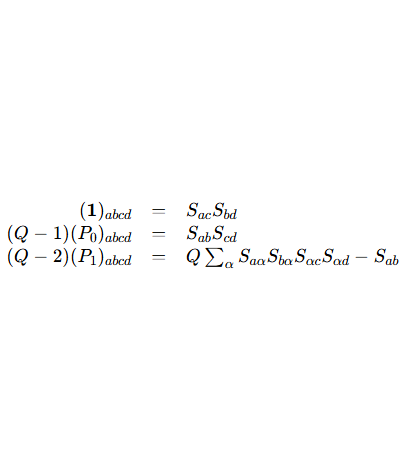 (𝟏)_{abcd} = S_{ac}S_{bd}
(Q − 1)(P_0)_{abcd} = S_{ab}S_{cd}
(Q − 2)(P_1)_{abcd} = Q ∑_α S_{aα}S_{bα}S_{αc}S_{αd} − S_{ab}